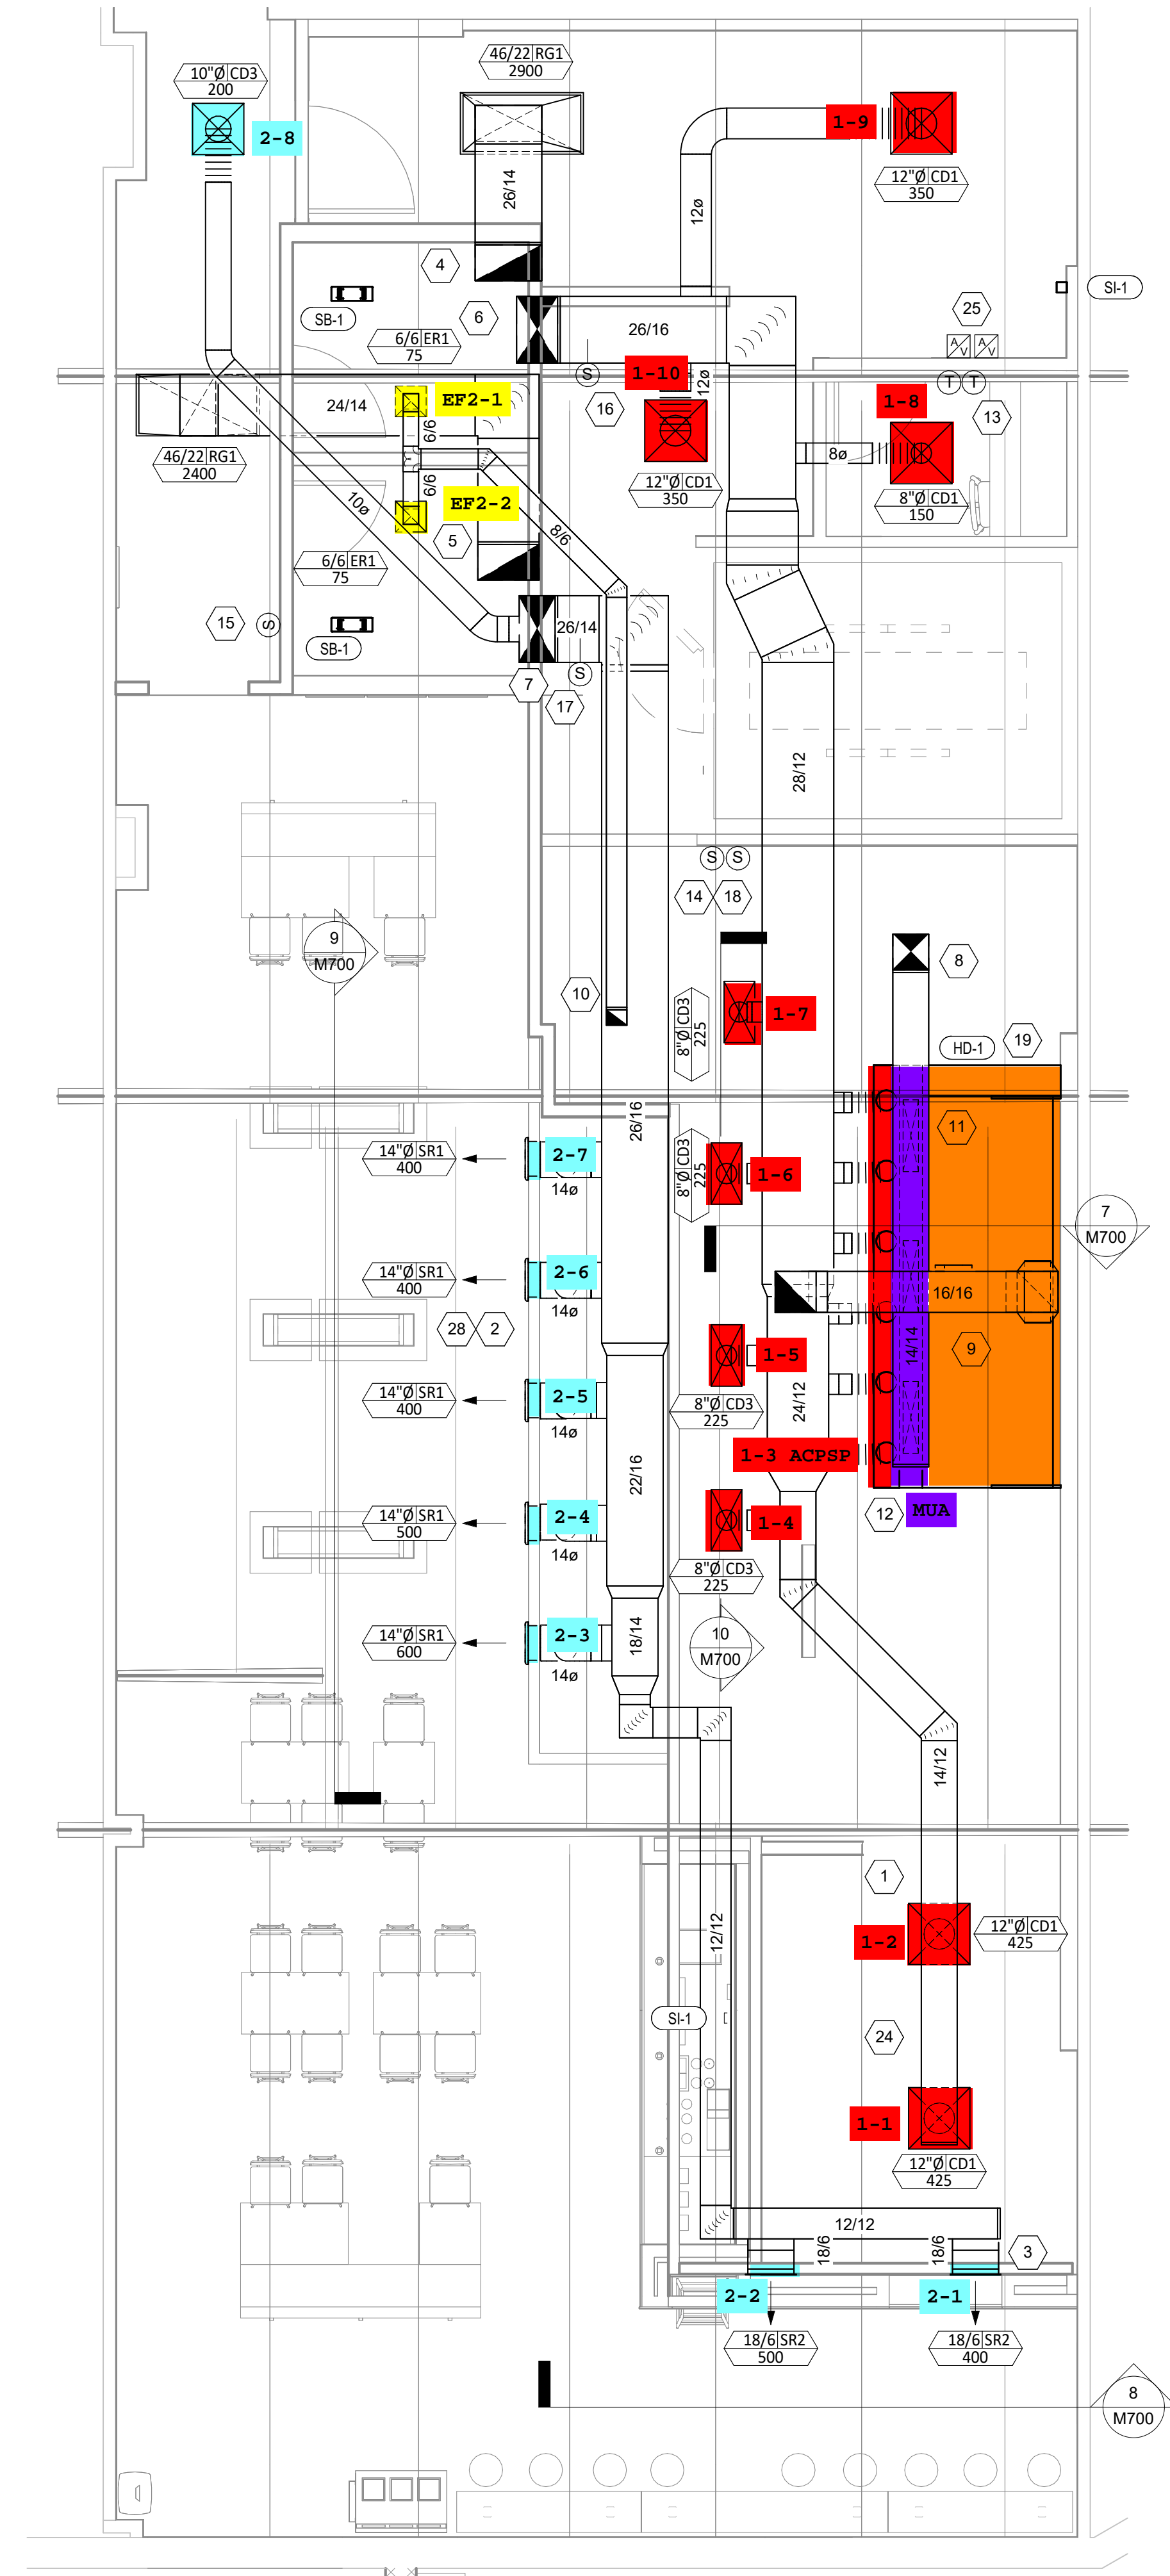 46/22 RG1
2900
10"Ø CD3
200
2-8
1-9
12"Ø CD1
350
26/14
12ø
4
SB-1
6
6/6 ER1
75
26/16
25
SI-1
A/V
A/V
S
16
1-10
12ø
T
T
13
1-8
24/14
EF2-1
6/6
46/22 RG1
2400
8ø
12"Ø CD1
350
8"Ø CD1
150
6/6
EF2-2
10ø
5
8/6
6/6 ER1
75
15
S
SB-1
26/14
S
7
17
28/12
S
S
14
18
9
M700
8
10
8"Ø CD3
225
1-7
HD-1
19
26/16
11
14"Ø SR1
400
2-7
14ø
8"Ø CD3
225
1-6
7
M700
14"Ø SR1
400
2-6
14ø
16/16
28
2
14/14
9
1-5
14"Ø SR1
400
2-5
14ø
24/12
8"Ø CD3
225
1-3 ACPSP
22/16
14"Ø SR1
500
2-4
14ø
1-4
12
MUA
8"Ø CD3
225
14"Ø SR1
600
2-3
14ø
18/14
10
M700
14/12
1
12/12
1-2
12"Ø CD1
425
SI-1
24
1-1
12"Ø CD1
425
12/12
18/6
18/6
3
2-2
2-1
18/6 SR2
500
18/6 SR2
400
8
M700